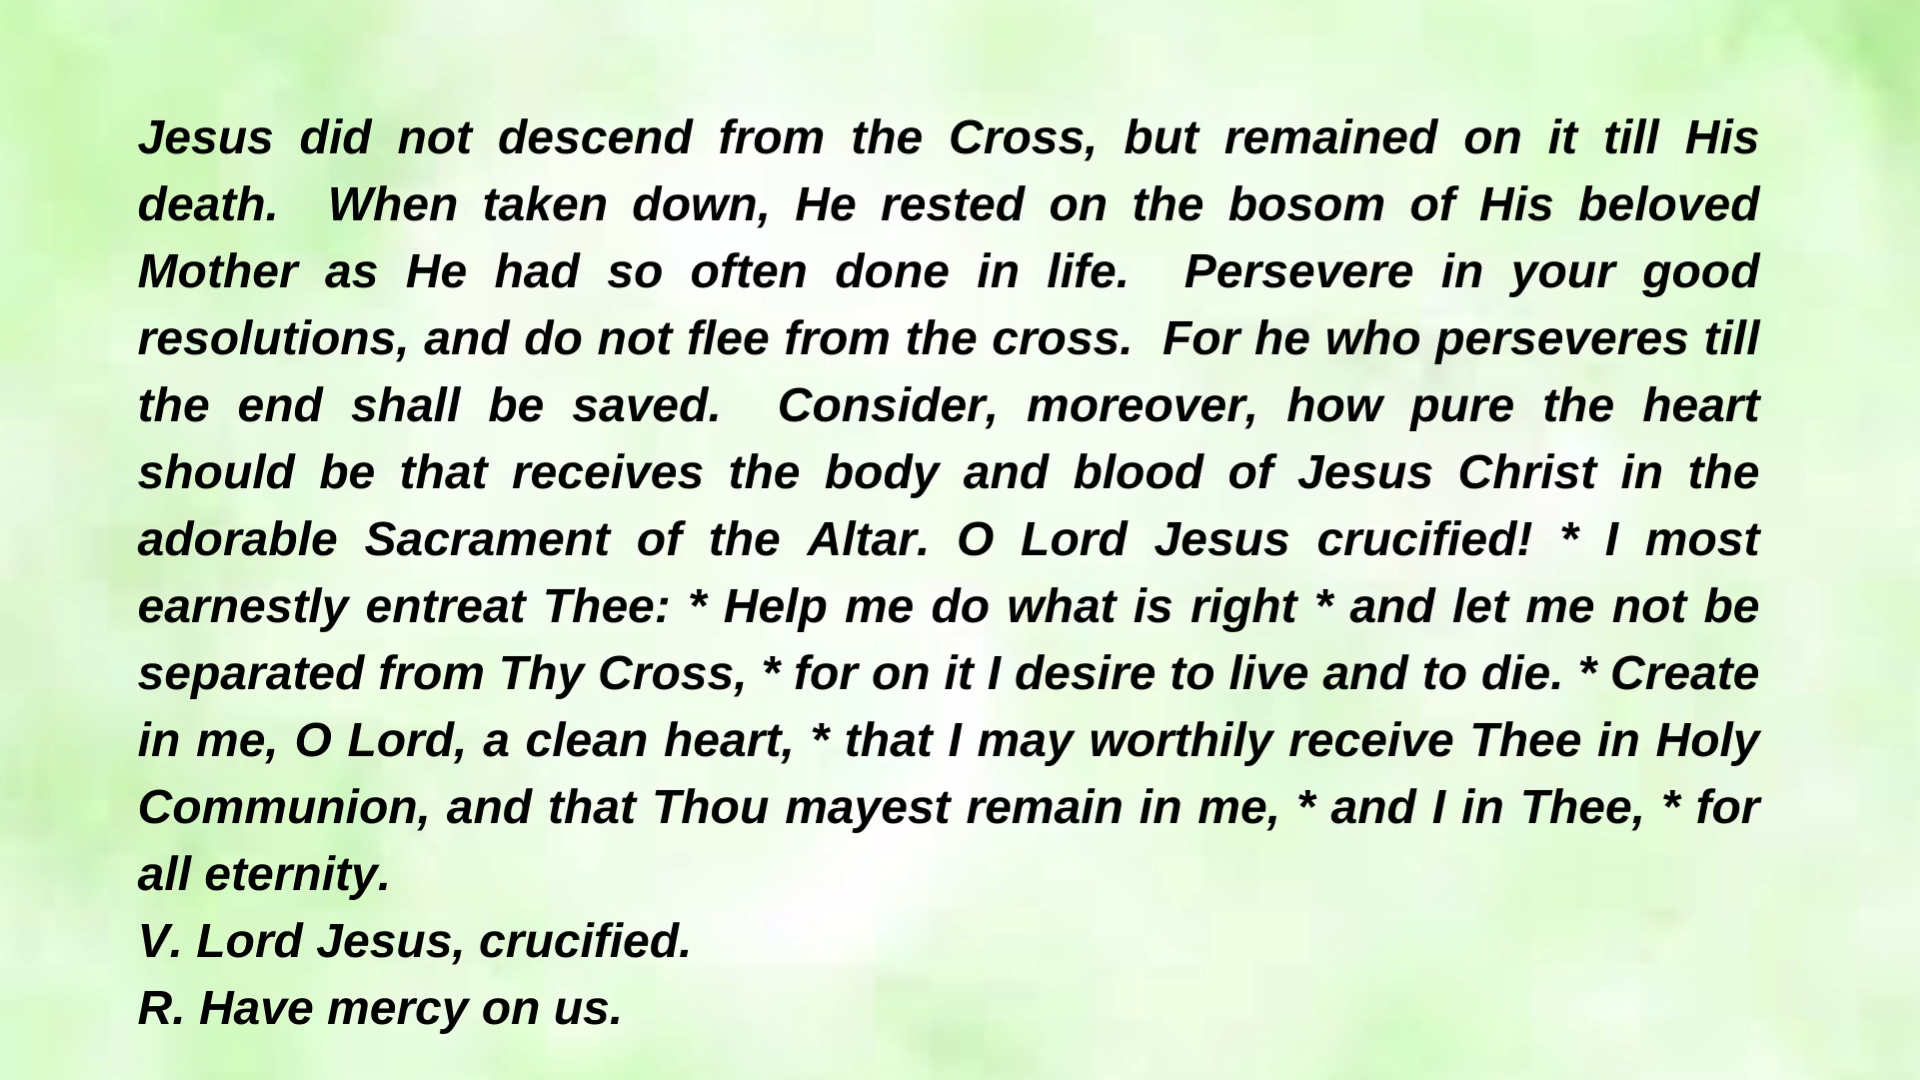 Jesus did not descend from the Cross, but remained on it till His
death.  When taken down, He rested on the bosom of His beloved
Mother as He had so often done in life.  Persevere in your good
resolutions, and do not flee from the cross.  For he who perseveres till
the end shall be saved.  Consider, moreover, how pure the heart
should be that receives the body and blood of Jesus Christ in the
adorable Sacrament of the Altar. O Lord Jesus crucified! * I most
earnestly entreat Thee: * Help me do what is right * and let me not be
separated from Thy Cross, * for on it I desire to live and to die. * Create
in me, O Lord, a clean heart, * that I may worthily receive Thee in Holy
Communion, and that Thou mayest remain in me, * and I in Thee, * for
all eternity.
V. Lord Jesus, crucified.
R. Have mercy on us.